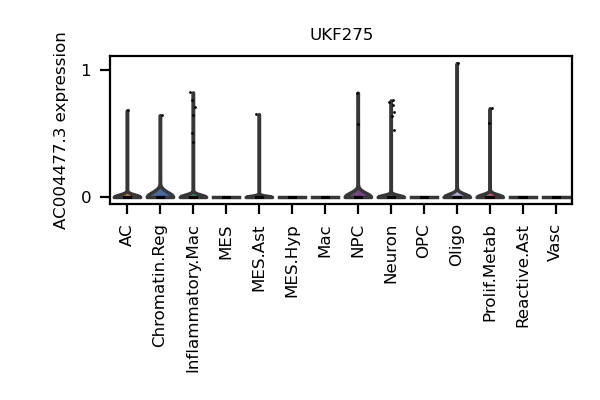 UKF275
AC004477.3 expression
1
0
AC
Chromatin.Reg
Inflammatory.Mac
MES
MES.Ast
MES.Hyp
Mac
NPC
Neuron
OPC
Oligo
Prolif.Metab
Reactive.Ast
Vasc